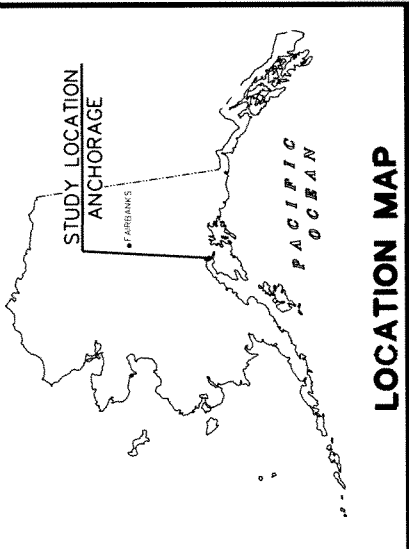 STUDY LOCATION
ANCHORAGE
FAIRBANKS
PACIFIC
OCEAN
LOCATION MAP